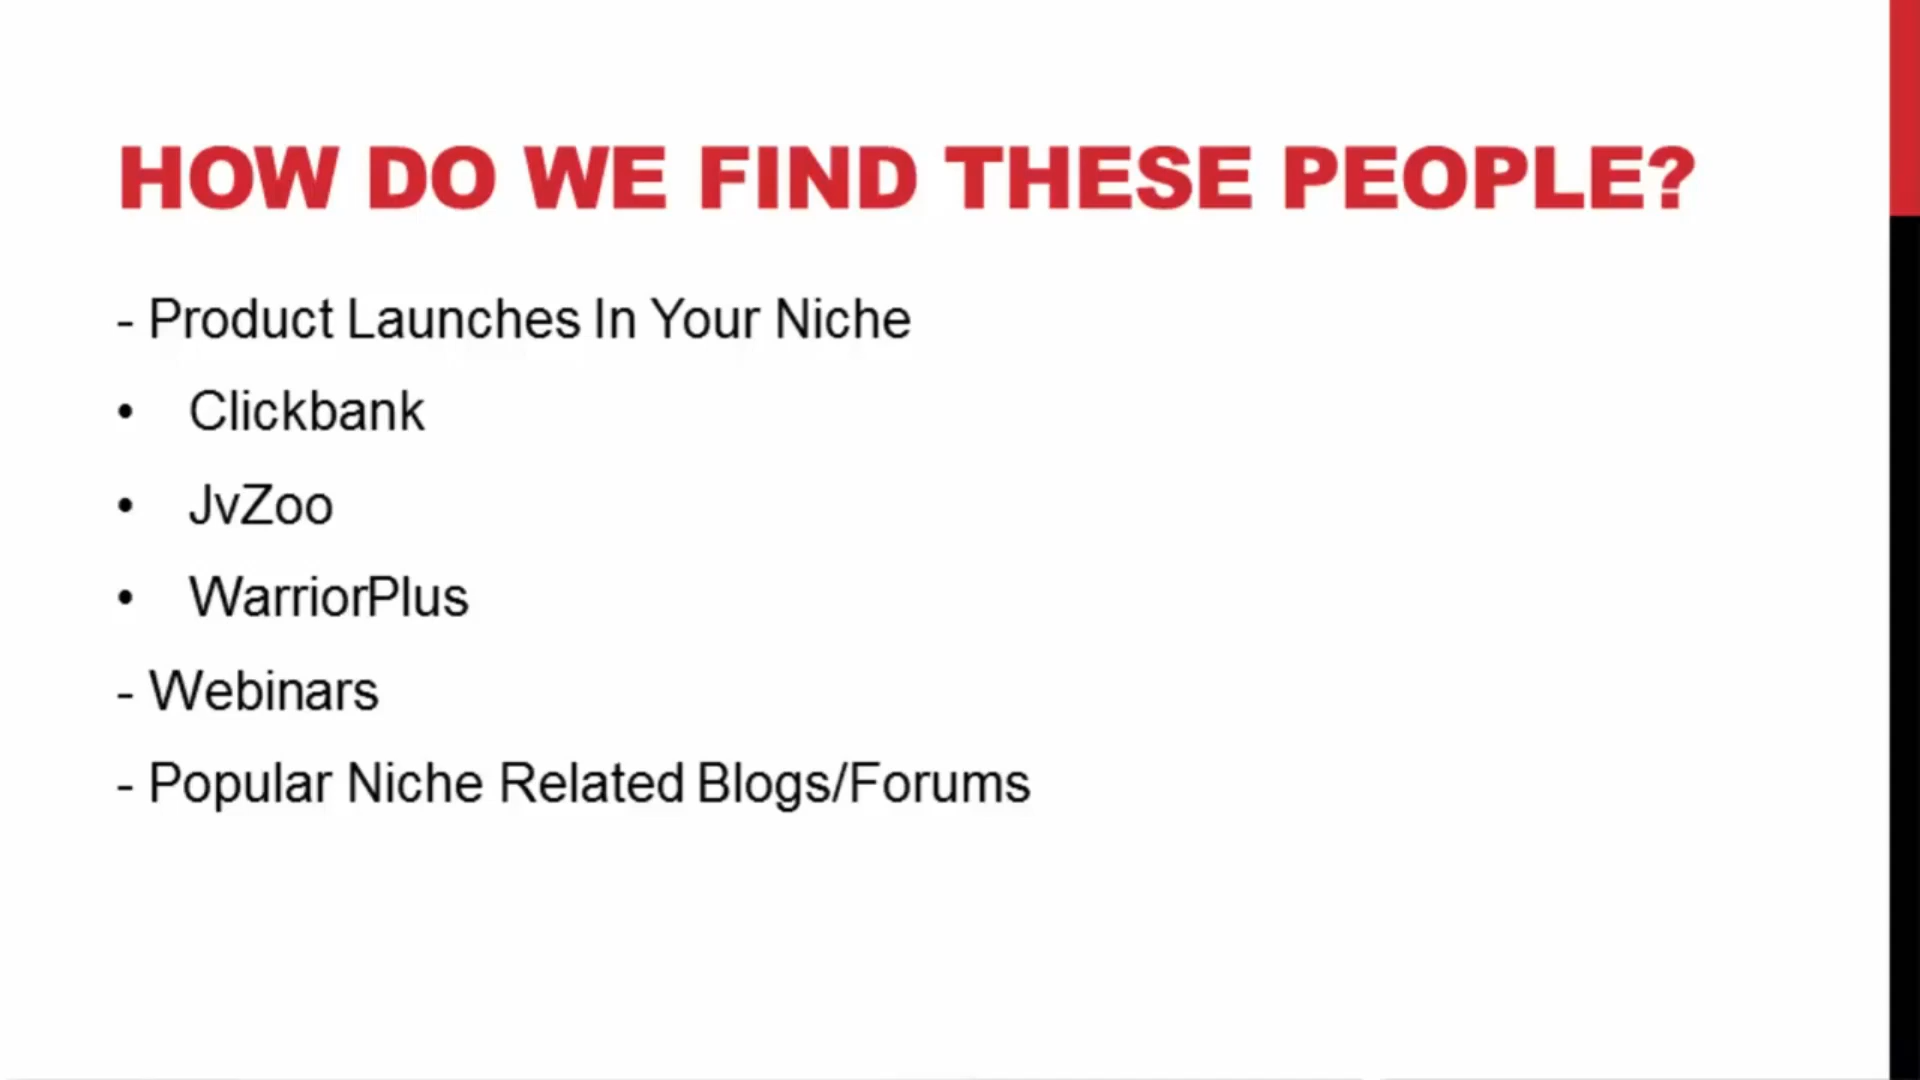 HOW DO WE FIND THESE PEOPLE?
- Product Launches In Your Niche
• Clickbank
• JvZoo
• WarriorPlus
- Webinars
- Popular Niche Related Blogs/Forums